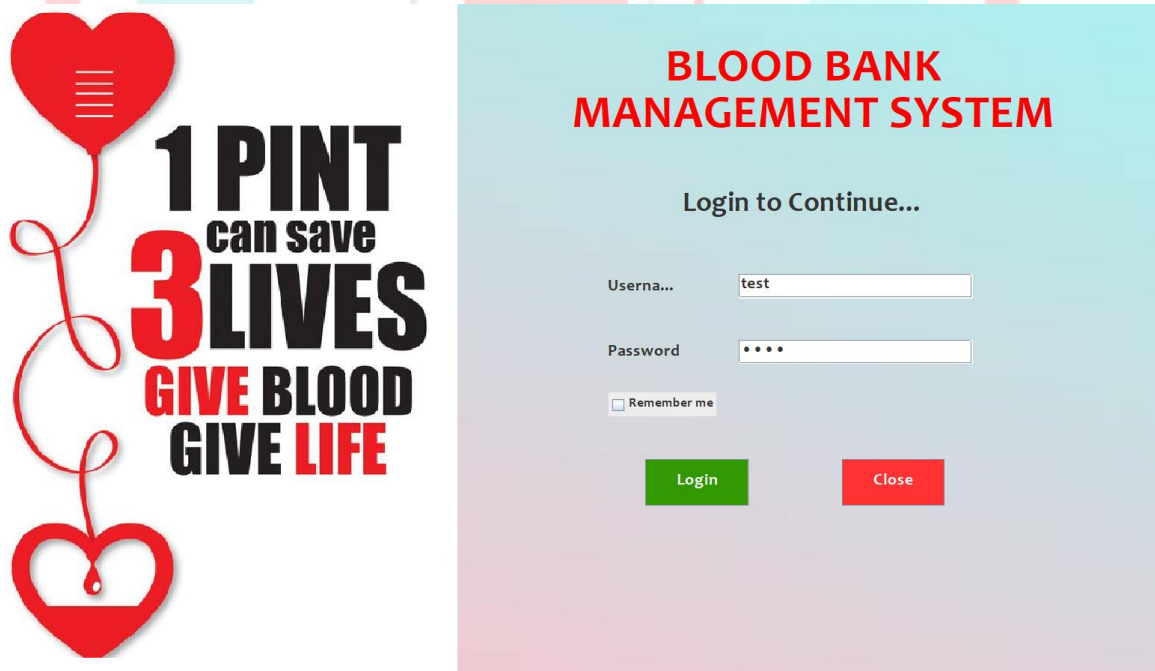 1 PINT
can save
3 LIVES
GIVE BLOOD
GIVE LIFE
BLOOD BANK
MANAGEMENT SYSTEM
Login to Continue...
Userna... test
Password ••••
Remember me
Login Close